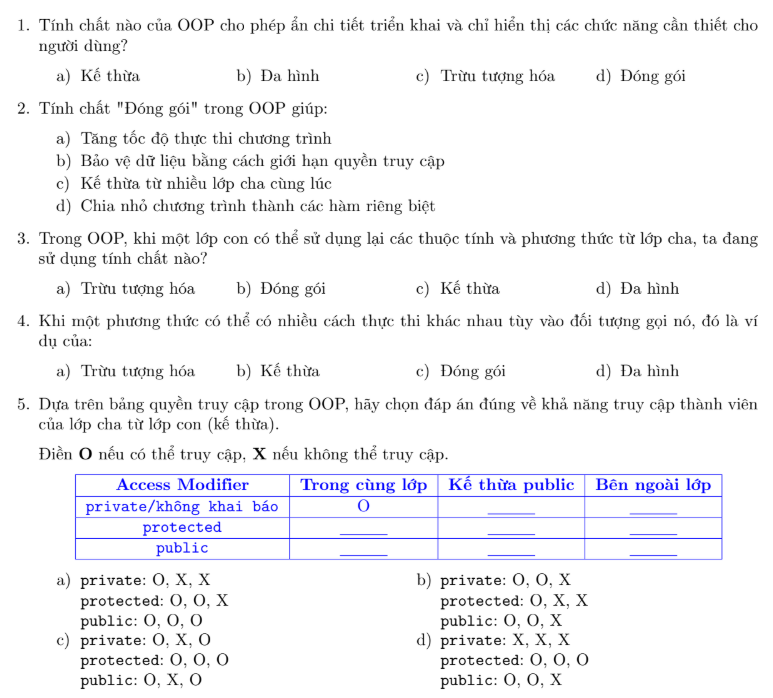 1. Tính chất nào của OOP cho phép ẩn chi tiết triển khai và chỉ hiển thị các chức năng cần thiết cho
người dùng?
a) Kế thừa b) Đa hình c) Trừu tượng hóa d) Đóng gói
2. Tính chất "Đóng gói" trong OOP giúp:
a) Tăng tốc độ thực thi chương trình
b) Bảo vệ dữ liệu bằng cách giới hạn quyền truy cập
c) Kế thừa từ nhiều lớp cha cùng lúc
d) Chia nhỏ chương trình thành các hàm riêng biệt
3. Trong OOP, khi một lớp con có thể sử dụng lại các thuộc tính và phương thức từ lớp cha, ta đang
sử dụng tính chất nào?
a) Trừu tượng hóa b) Đóng gói c) Kế thừa d) Đa hình
4. Khi một phương thức có thể có nhiều cách thực thi khác nhau tùy vào đối tượng gọi nó, đó là ví
dụ của:
a) Trừu tượng hóa b) Kế thừa c) Đóng gói d) Đa hình
5. Dựa trên bảng quyền truy cập trong OOP, hãy chọn đáp án đúng về khả năng truy cập thành viên
của lớp cha từ lớp con (kế thừa).
Điền O nếu có thể truy cập, X nếu không thể truy cập.
Access Modifier Trong cùng lớp Kế thừa public Bên ngoài lớp
private/không khai báo O ______ ______
protected ______ ______ ______
public ______ ______ ______
a) private: O, X, X b) private: O, O, X
protected: O, O, X protected: O, X, X
public: O, O, O public: O, O, X
c) private: O, X, O d) private: X, X, X
protected: O, O, O protected: O, O, O
public: O, X, O public: O, O, X